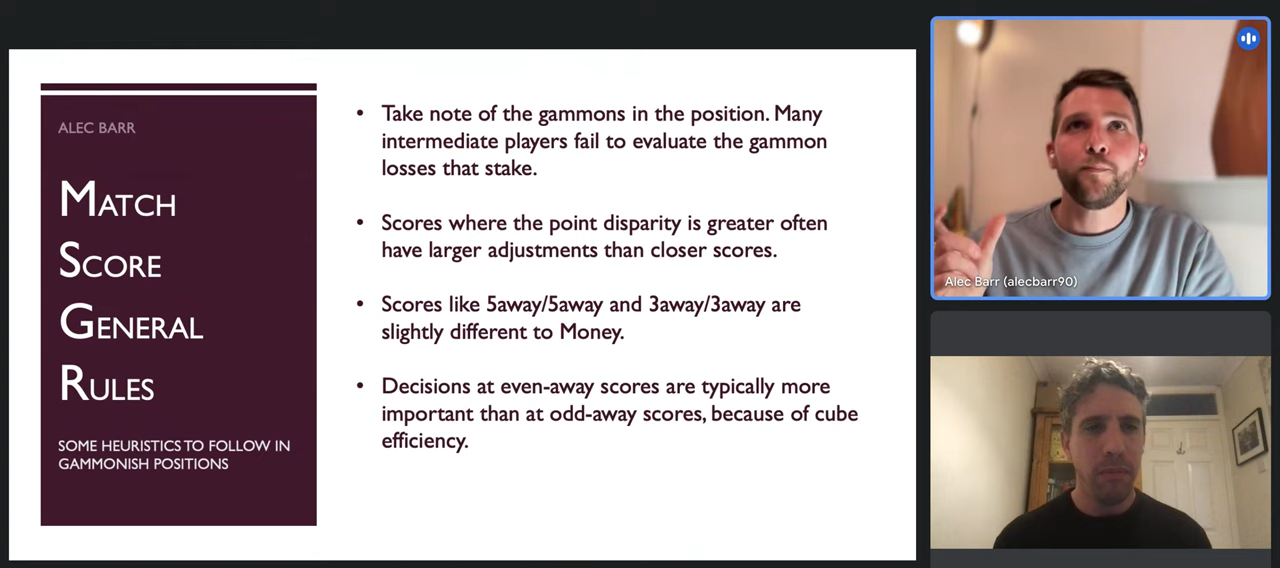 ALEC BARR
MATCH
SCORE
GENERAL
RULES
SOME HEURISTICS TO FOLLOW IN
GAMMONISH POSITIONS
• Take note of the gammons in the position. Many
intermediate players fail to evaluate the gammon
losses that stake.
• Scores where the point disparity is greater often
have larger adjustments than closer scores.
• Scores like 5away/5away and 3away/3away are
slightly different to Money.
• Decisions at even-away scores are typically more
important than at odd-away scores, because of cube
efficiency.
Alec Barr (alecbarr90)